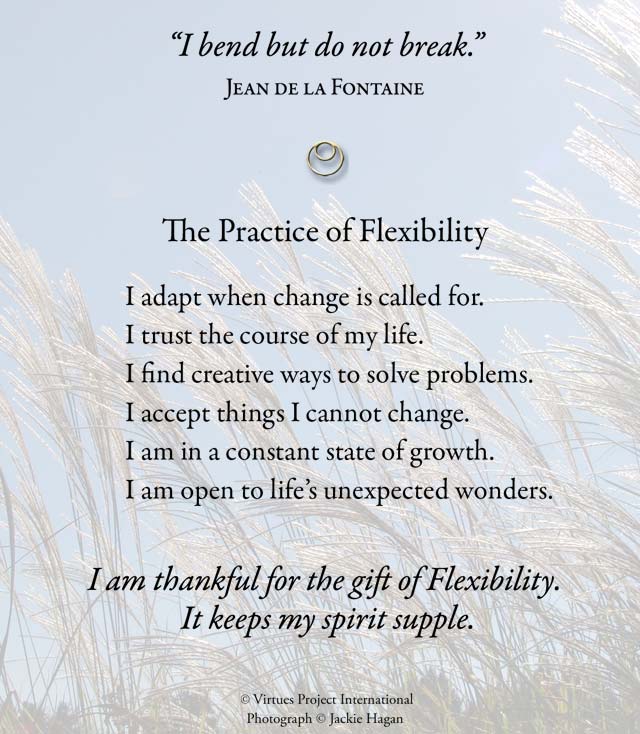 “I bend but do not break.”
Jean de la Fontaine
The Practice of Flexibility
I adapt when change is called for.
I trust the course of my life.
I find creative ways to solve problems.
I accept things I cannot change.
I am in a constant state of growth.
I am open to life’s unexpected wonders.
I am thankful for the gift of Flexibility.
It keeps my spirit supple.
© Virtues Project International
Photograph © Jackie Hagan